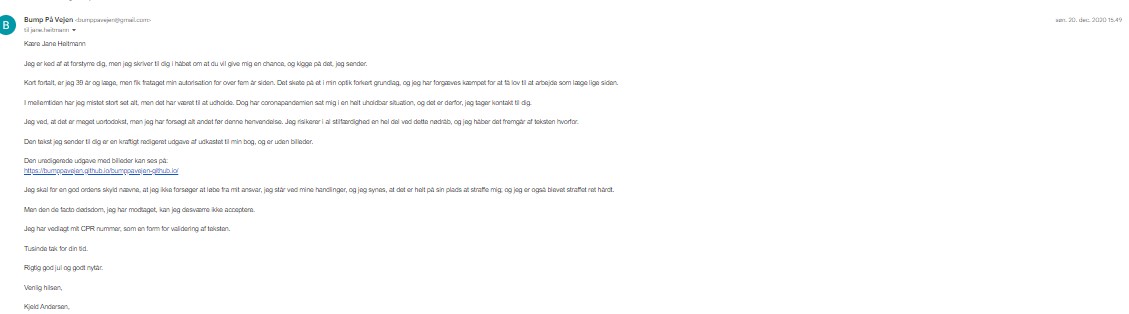 B
Bump På Vejen <bumppavejen@gmail.com>
søn. 20. dec. 2020 15.49
til jane.heitmann
Kære Jane Heitmann
Jeg er ked af at forstyrre dig, men jeg skriver til dig i håbet om at du vil give mig en chance, og kigge på det, jeg sender.
Kort fortalt, er jeg 39 år og læge, men fik frataget min autorisation for over fem år siden. Det skete på et i min optik forkert grundlag, og jeg har forgæves kæmpet for at få lov til at arbejde som læge lige siden.
I mellemtiden har jeg mistet stort set alt, men det har været til at udholde. Dog har coronapandemien sat mig i en helt uholdbar situation, og det er derfor, jeg tager kontakt til dig.
Jeg ved, at det er meget uortodokst, men jeg har forsøgt alt andet før denne henvendelse. Jeg risikerer i al stilfærdighed en hel del ved dette nødråb, og jeg håber det fremgår af teksten hvorfor.
Den tekst jeg sender til dig er en kraftigt redigeret udgave af udkastet til min bog, og er uden billeder.
Den uredigerede udgave med billeder kan ses på:
https://bumppavejen.github.io/bumppavejen-github.io/
Jeg skal for en god ordens skyld nævne, at jeg ikke forsøger at løbe fra mit ansvar, jeg står ved mine handlinger, og jeg synes, at det er helt på sin plads at straffe mig; og jeg er også blevet straffet ret hårdt.
Men den de facto dødsdom, jeg har modtaget, kan jeg desværre ikke acceptere.
Jeg har vedlagt mit CPR nummer, som en form for validering af teksten.
Tusinde tak for din tid.
Rigtig god jul og godt nytår.
Venlig hilsen,
Kjeld Andersen,